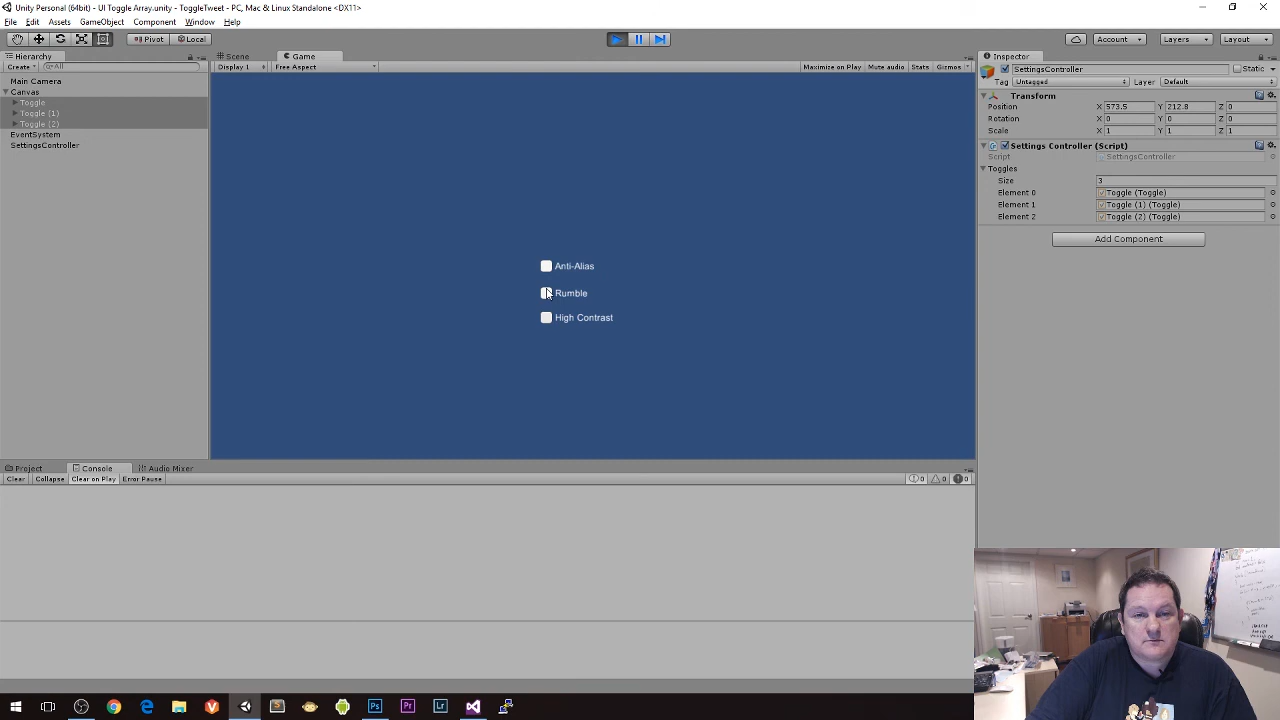 Unity Personal (64bit) - UI Toggle Array.unity - ToggleTweet - PC, Mac & Linux Standalone <DX11>
File Edit Assets GameObject Component Window Help
Pivot Local Account Layers Layout
Hierarchy Scene Game Inspector
Create All Display 1 Free Aspect Maximize on Play Mute audio Stats Gizmos
SettingsController Static
Tag Untagged Layer Default
Main Camera
Canvas
Toggle
Toggle (1)
Toggle (2)
EventSystem
SettingsController
Transform
Position X 573.5 Y 212.8 Z 0
Rotation X 0 Y 0 Z 0
Scale X 1 Y 1 Z 1
Settings Controller (Script)
Script SettingsController
Toggles
Size 3
Element 0 Toggle (Toggle)
Element 1 Toggle (1) (Toggle)
Element 2 Toggle (2) (Toggle)
Add Component
Anti-Alias
Rumble
High Contrast
Project Console Audio Mixer
Clear Collapse Clear on Play Error Pause 0 0 0